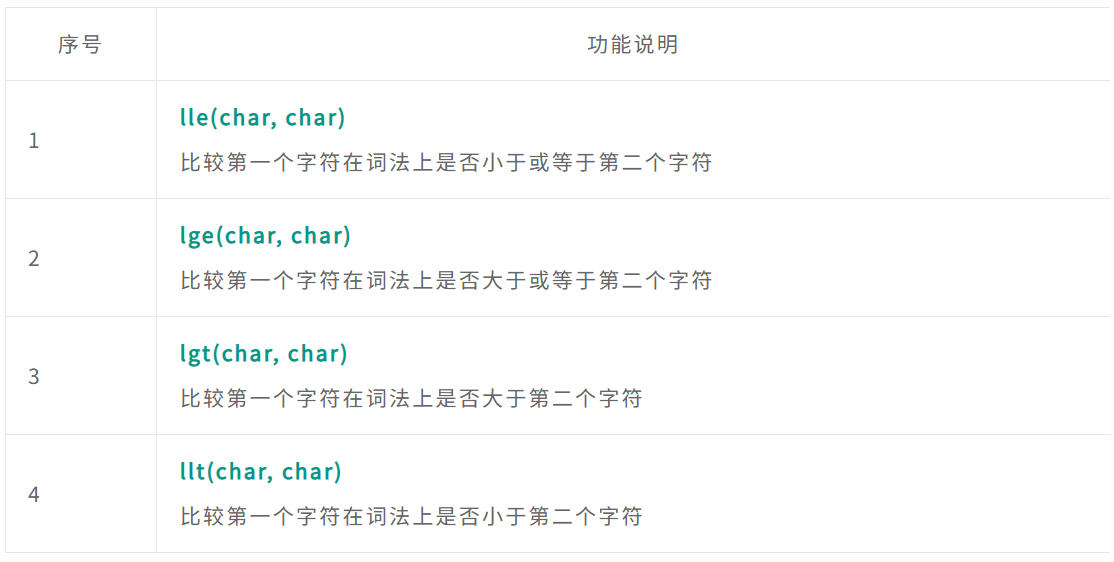 序号 功能说明
1
lle(char, char)
比较第一个字符在词法上是否小于或等于第二个字符
2
lge(char, char)
比较第一个字符在词法上是否大于或等于第二个字符
3
lgt(char, char)
比较第一个字符在词法上是否大于第二个字符
4
llt(char, char)
比较第一个字符在词法上是否小于第二个字符